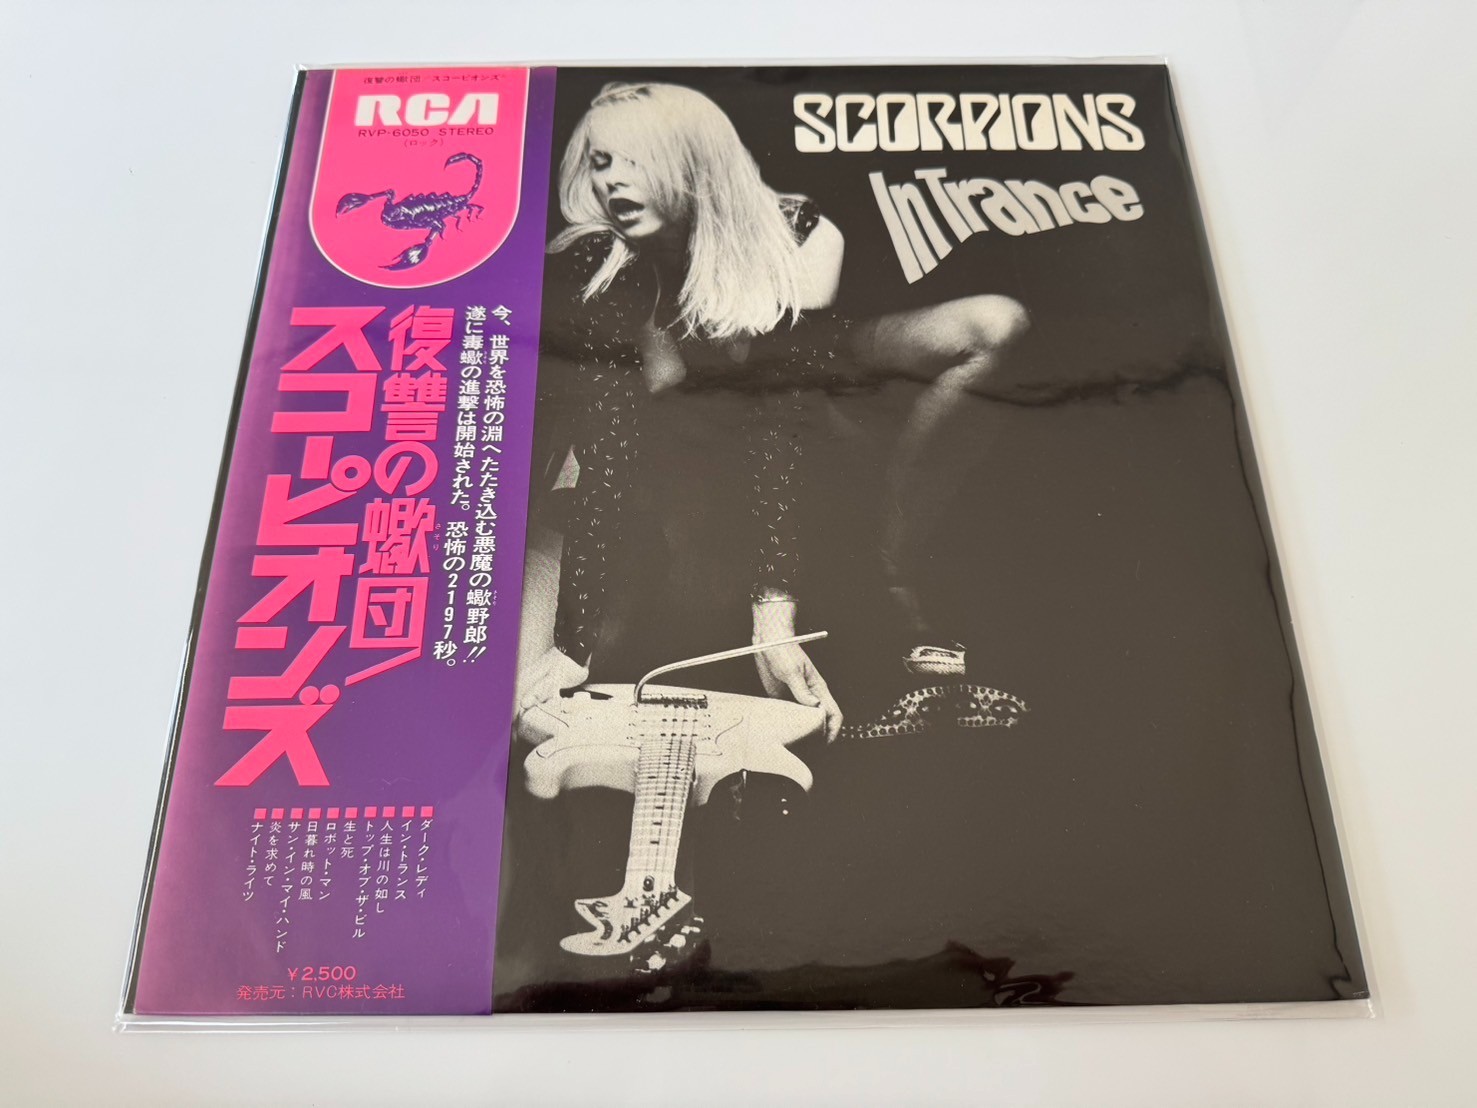 復讐の蠍団“スコーピオンズ”
RCA
RVP-6050 STEREO
(ロック)
SCORPIONS
In Trance
今、世界を恐怖の淵へたたき込む悪魔の蠍野郎!!
遂に毒蠍の進撃は開始された。恐怖の2197秒。
復讐の蠍団
さそり
スコーピオンズ
■ダーク・レディ
■イン・トランス
■人生は川の如し
■トップ・オブ・ザ・ビル
■生と死
■ロボット・マン
■日暮れ時の風
■サン・イン・マイ・ハンド
■炎を求めて
■ナイト・ライツ
¥2,500
発売元:RVC株式会社